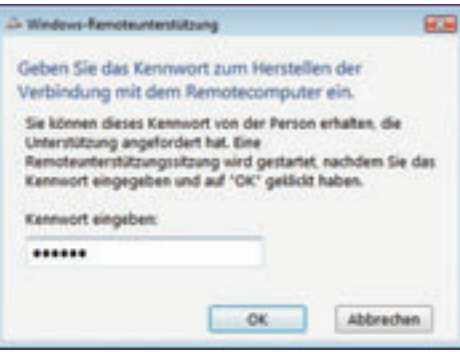 Windows-Remoteunterstützung
Geben Sie das Kennwort zum Herstellen der
Verbindung mit dem Remotecomputer ein.
Sie können dieses Kennwort von der Person erhalten, die
Unterstützung angefordert hat. Eine
Remoteunterstützungssitzung wird gestartet, nachdem Sie das
Kennwort eingegeben und auf "OK" geklickt haben.
Kennwort eingeben:
••••••
OK Abbrechen